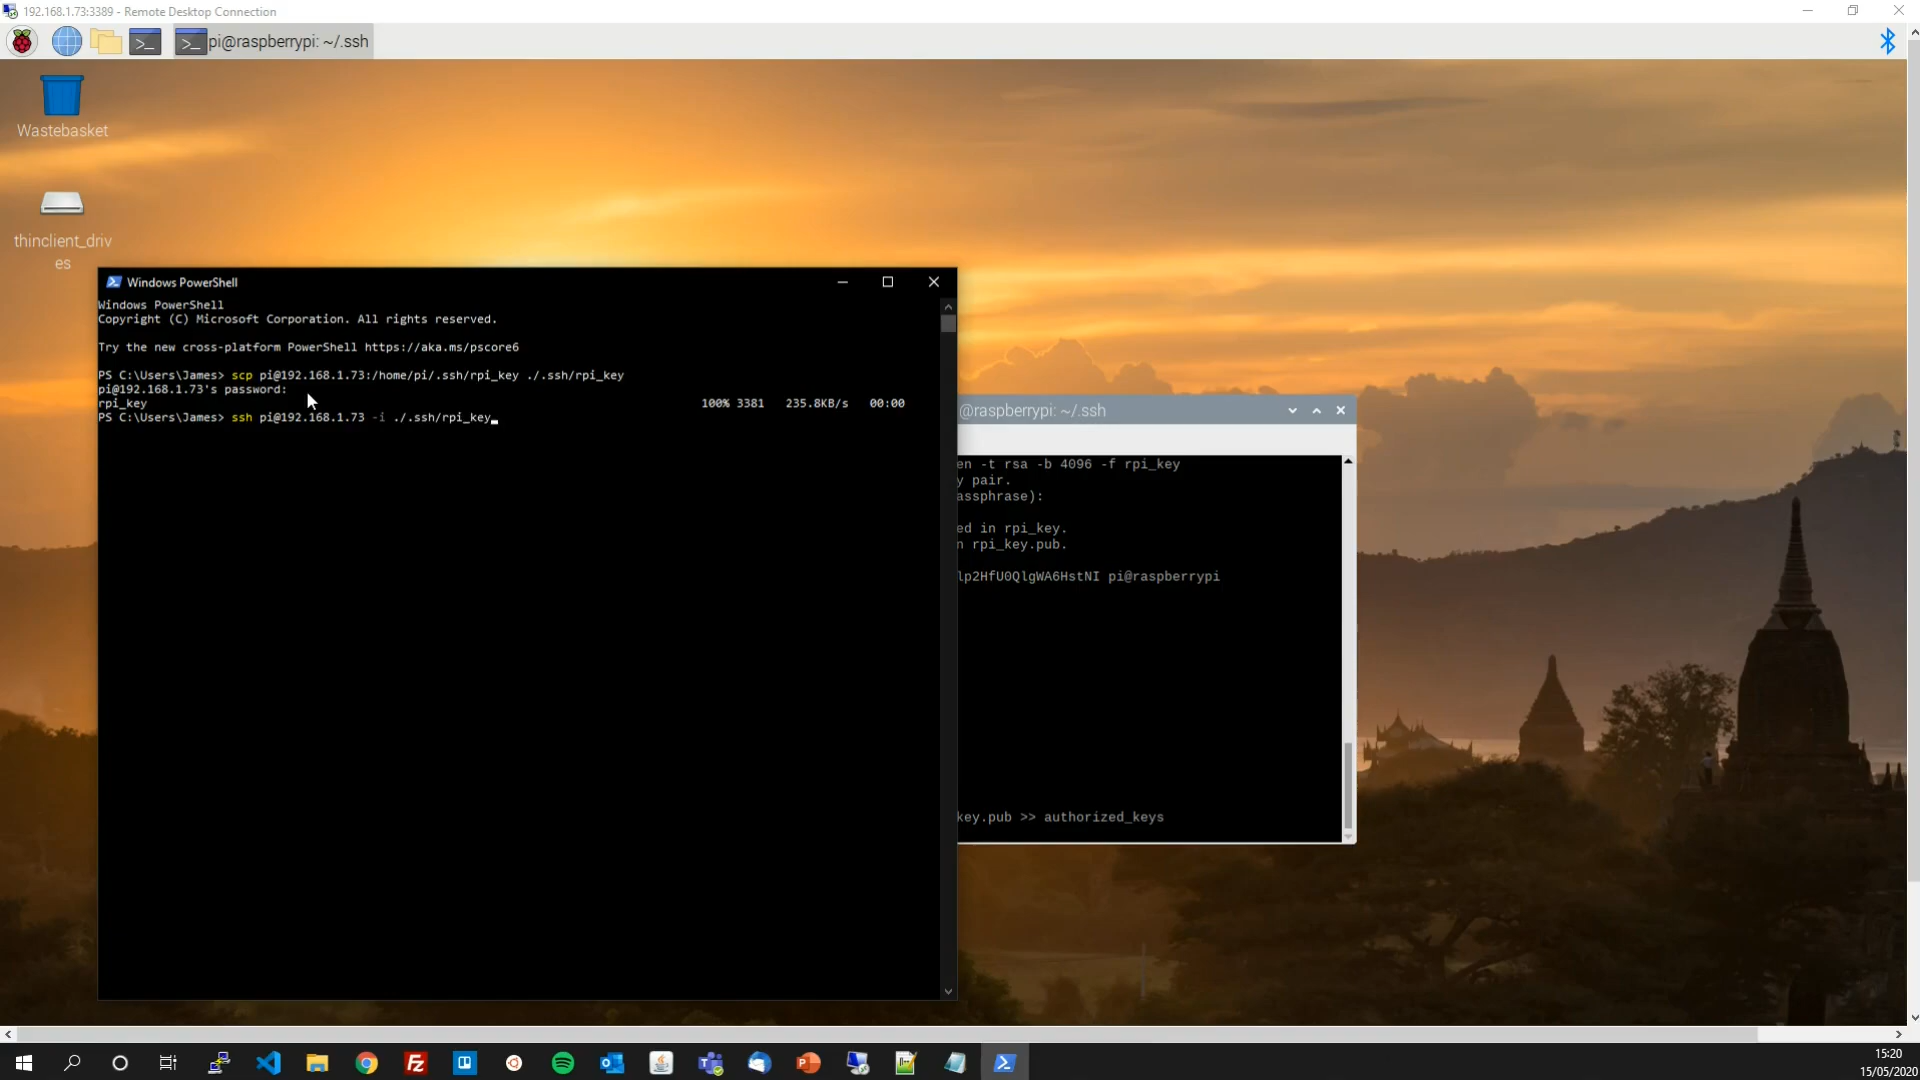 192.168.1.73:3389 - Remote Desktop Connection
pi@raspberrypi: ~/.ssh
Wastebasket
thinclient_driv
es
Windows PowerShell
Windows PowerShell
Copyright (C) Microsoft Corporation. All rights reserved.
Try the new cross-platform PowerShell https://aka.ms/pscore6
PS C:\Users\James> scp pi@192.168.1.73:/home/pi/.ssh/rpi_key ./.ssh/rpi_key
pi@192.168.1.73's password:
rpi_key 100% 3381 235.8KB/s 00:00
PS C:\Users\James> ssh pi@192.168.1.73 -i ./.ssh/rpi_key
@raspberrypi: ~/.ssh
en -t rsa -b 4096 -f rpi_key
y pair.
assphrase):
ed in rpi_key.
n rpi_key.pub.
lp2HfU0QlgWA6HstNI pi@raspberrypi
key.pub >> authorized_keys
15:20
15/05/2020